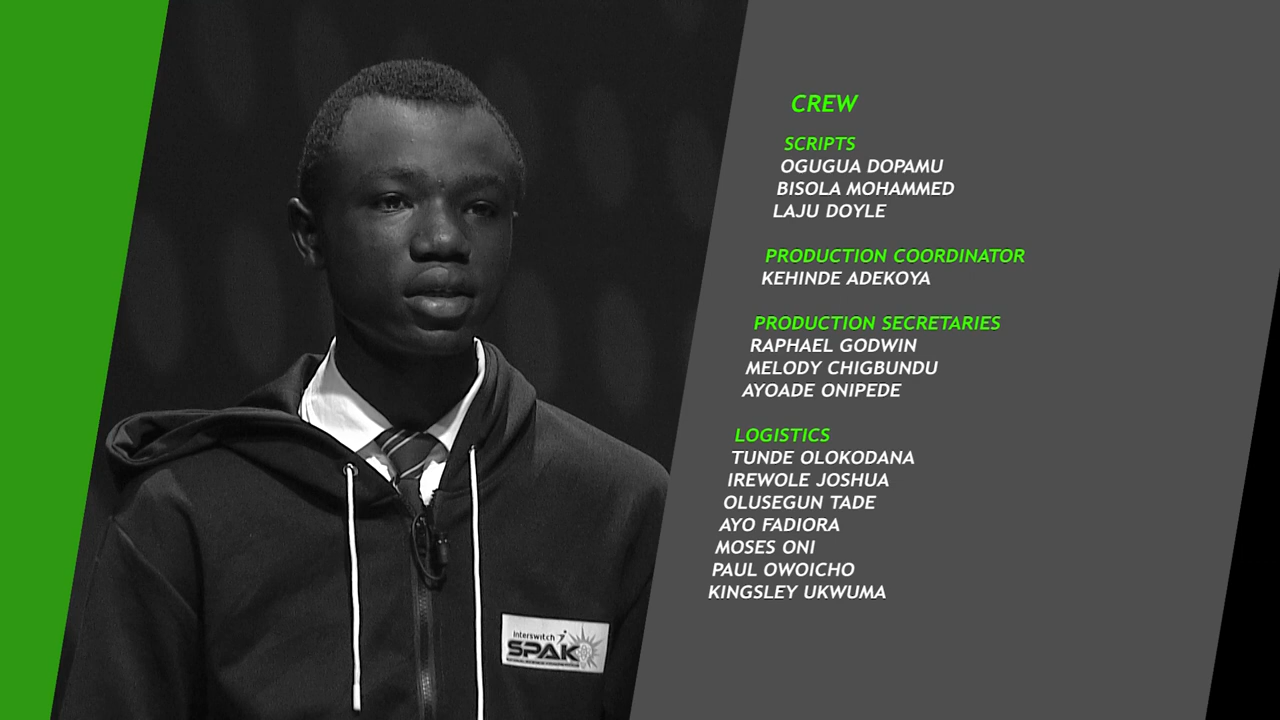 CREW
SCRIPTS
OGUGUA DOPAMU
BISOLA MOHAMMED
LAJU DOYLE
PRODUCTION COORDINATOR
KEHINDE ADEKOYA
PRODUCTION SECRETARIES
RAPHAEL GODWIN
MELODY CHIGBUNDU
AYOADE ONIPEDE
LOGISTICS
TUNDE OLOKODANA
IREWOLE JOSHUA
OLUSEGUN TADE
AYO FADIORA
MOSES ONI
PAUL OWOICHO
KINGSLEY UKWUMA
interswitch
SPAK